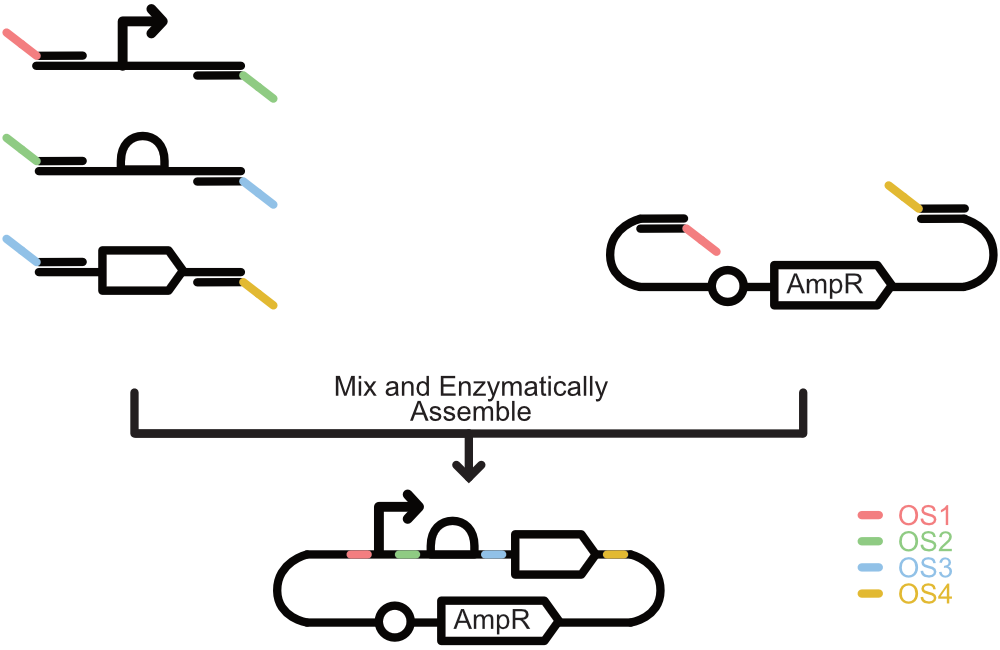 AmpR
Mix and Enzymatically
Assemble
AmpR
OS1
OS2
OS3
OS4